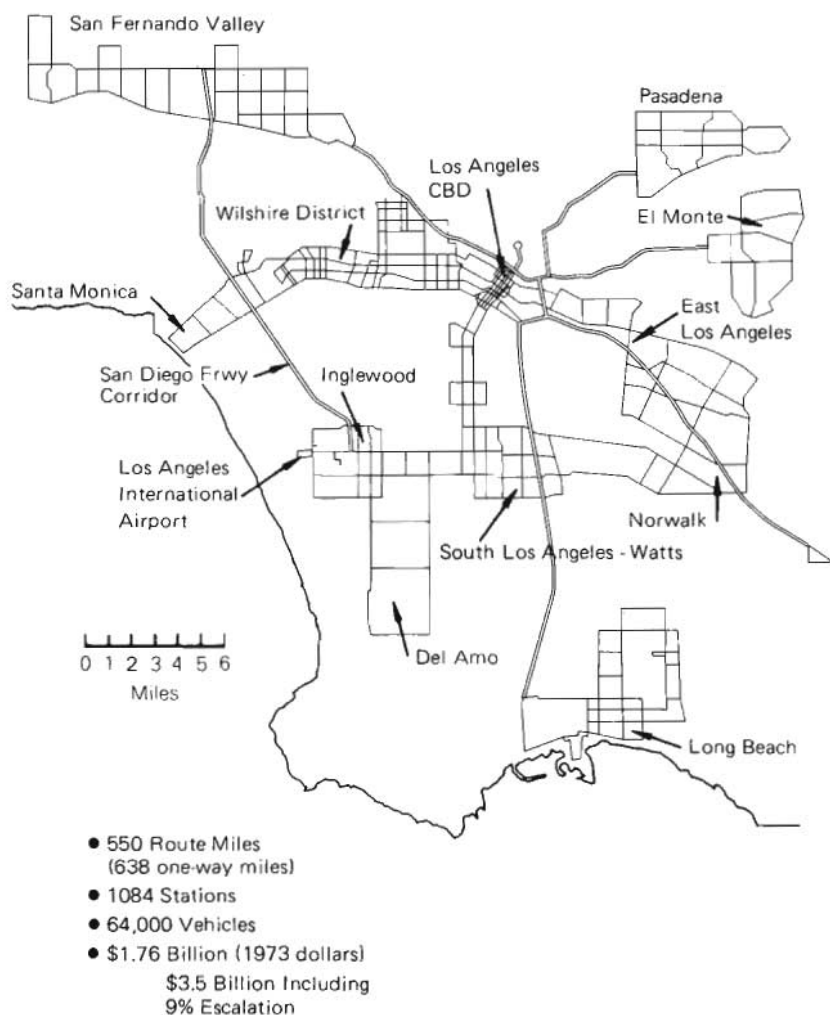 San Fernando Valley
Pasadena
Los Angeles
CBD
Wilshire District
El Monte
Santa Monica
East
Los Angeles
San Diego Frwy
Corridor
Inglewood
Los Angeles
International
Airport
Norwalk
South Los Angeles - Watts
Del Amo
0 1 2 3 4 5 6
Miles
Long Beach
● 550 Route Miles
(638 one-way miles)
● 1084 Stations
● 64,000 Vehicles
● $1.76 Billion (1973 dollars)
$3.5 Billion Including
9% Escalation